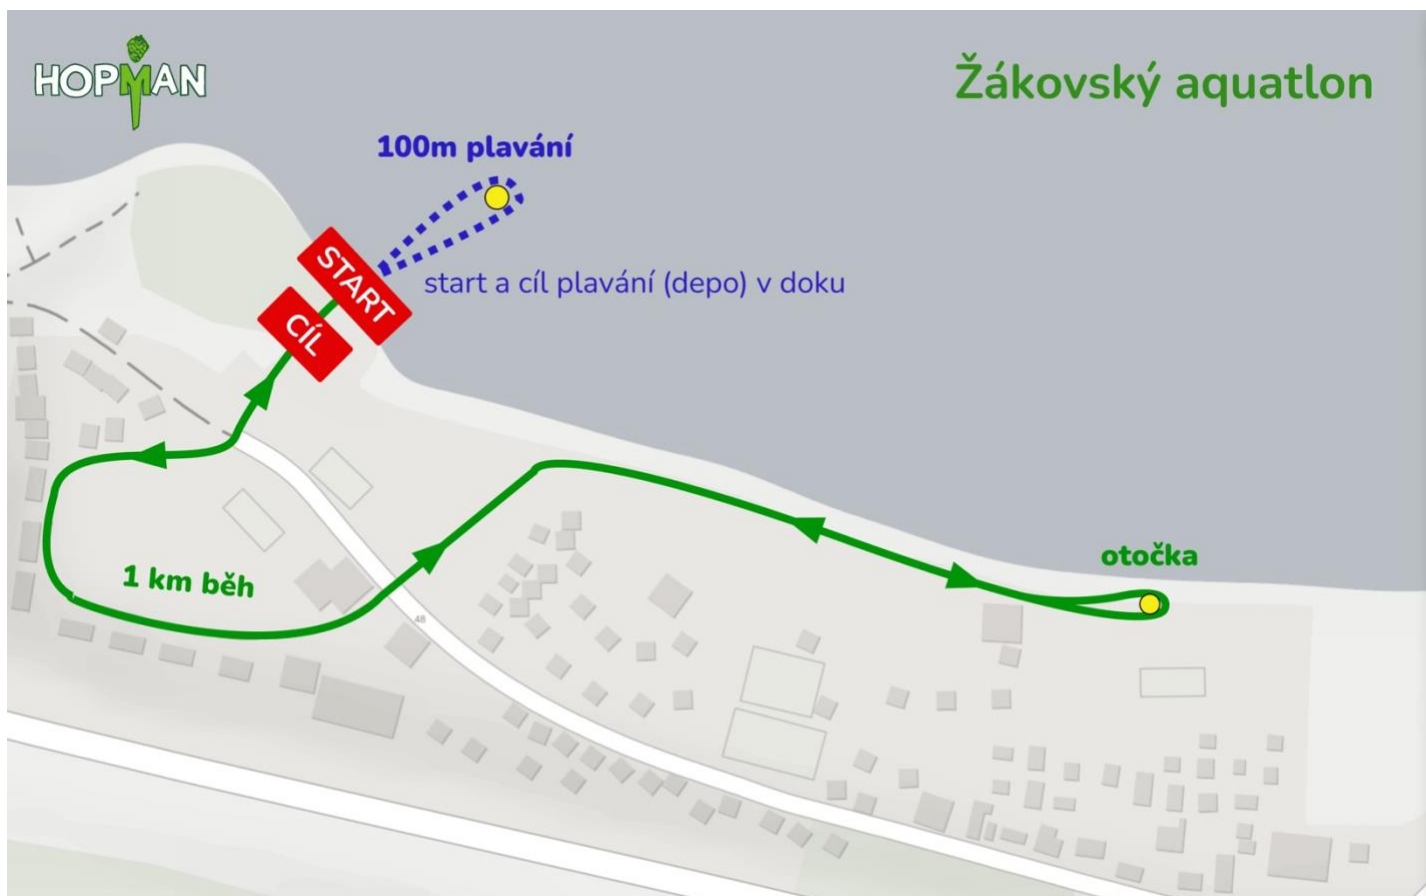 HOPMAN
Žákovský aquatlon
100m plavání
START
start a cíl plavání (depo) v doku
CÍL
otočka
1 km běh
48